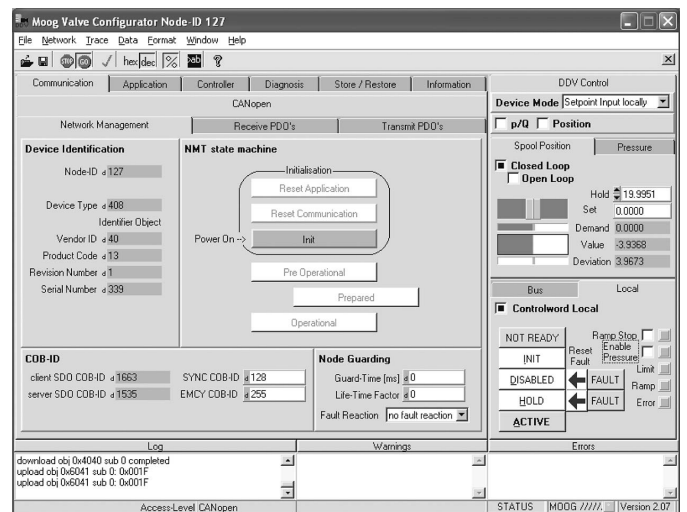 Moog Valve Configurator Node-ID 127
File Network Trace Data Format Window Help
STOP GO hex dec % ?
Communication Application Controller Diagnosis Store / Restore Information
DDV Control
CANopen
Device Mode Setpoint Input locally
Network Management Receive PDO's Transmit PDO's
p/Q Position
Device Identification
NMT state machine
Spool Position Pressure
Node-ID d 127
Initialisation
Closed Loop
Open Loop
Reset Application
Hold 19.9951
Device Type d 408
Reset Communication
Set 0.0000
Identifier Object
Demand 0.0000
Vendor ID d 40
Power On -->
Init
Value -3.9368
Product Code d 13
Deviation 3.9673
Revision Number d 1
Pre Operational
Serial Number d 339
Prepared
Bus Local
Operational
Controlword Local
NOT READY
Ramp Stop
INIT
Reset Fault
Enable Pressure
COB-ID
Node Guarding
Limit
client SDO COB-ID d 1663
SYNC COB-ID d 128
Guard-Time [ms] d 0
DISABLED
FAULT
Ramp
server SDO COB-ID d 1535
EMCY COB-ID d 255
Life-Time Factor d 0
HOLD
FAULT
Error
Fault Reaction no fault reaction
ACTIVE
Log Warnings Errors
download obj 0x4040 sub 0 completed
upload obj 0x6041 sub 0: 0x001F
upload obj 0x6041 sub 0: 0x001F
Access-Level CANopen
STATUS MOOG /////. Version 2.07